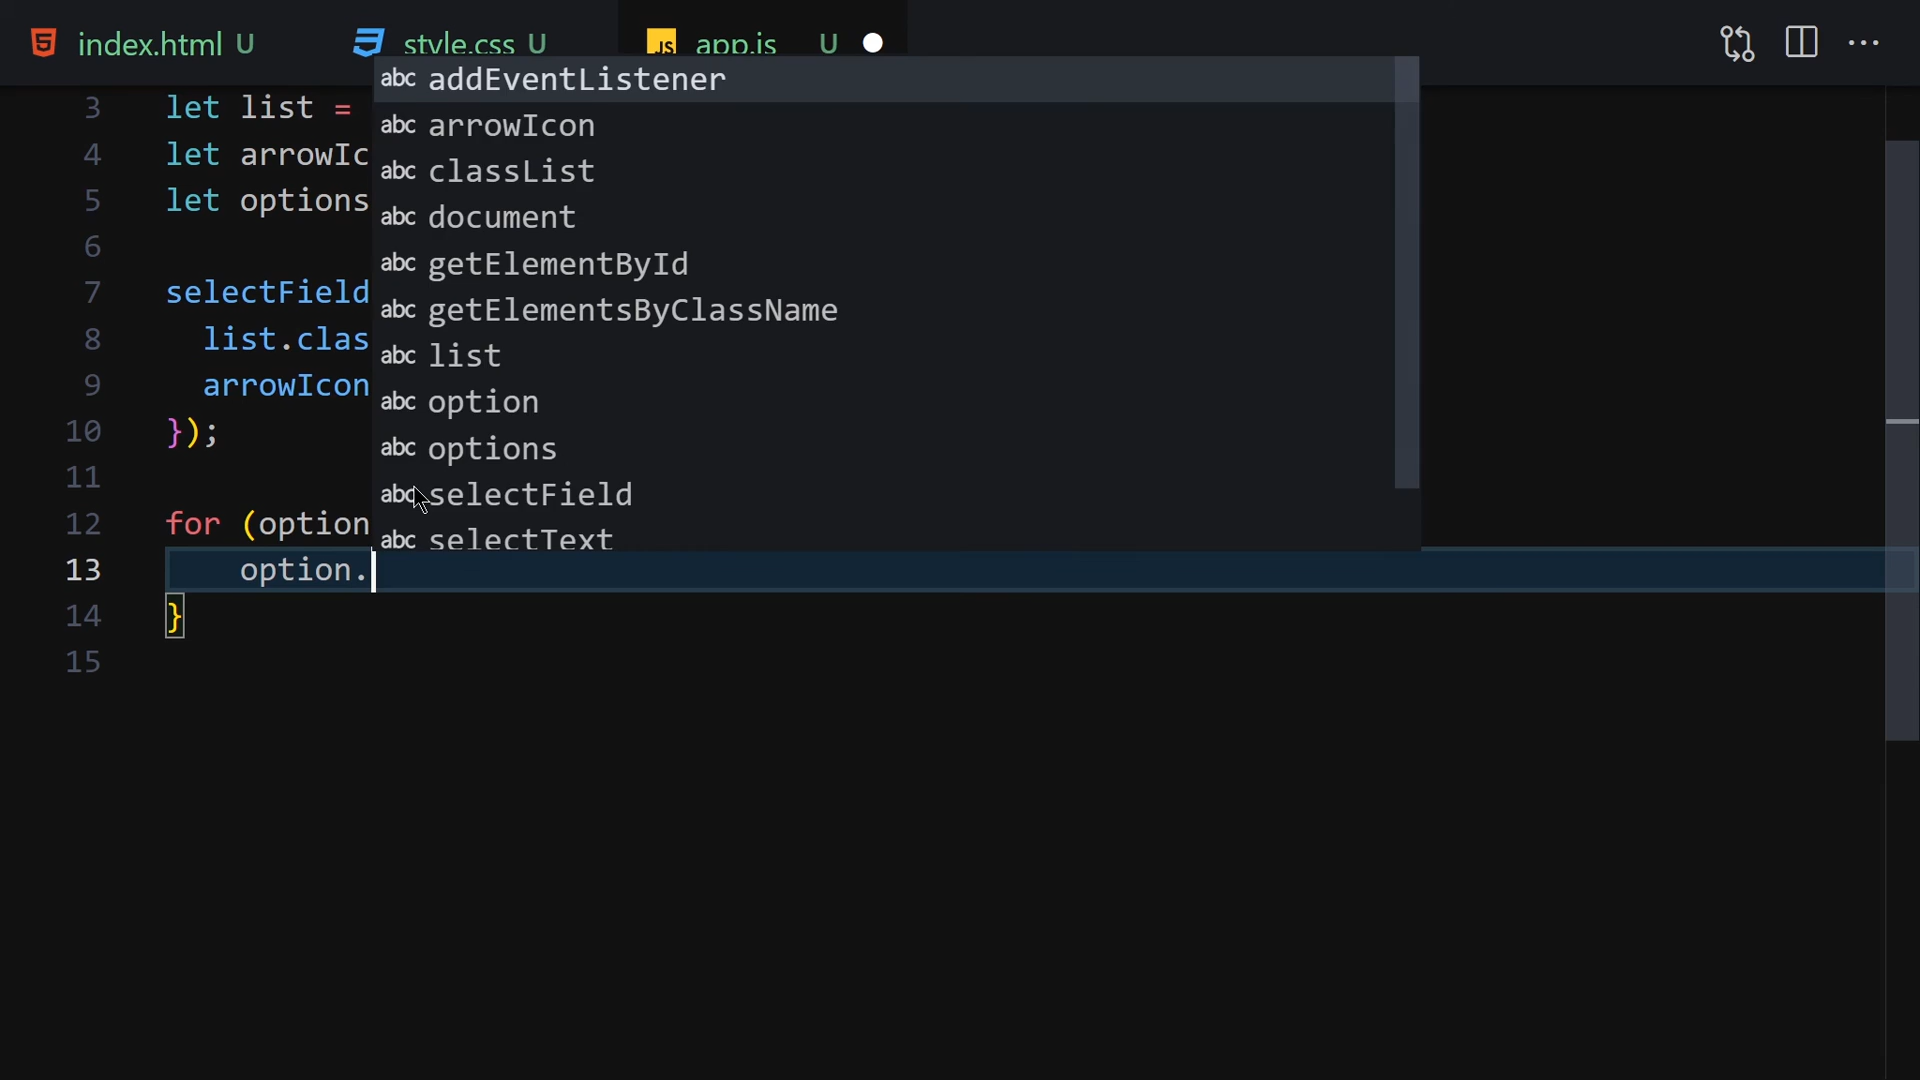 index.html U style.css U app.js U
3 let list =
4 let arrowIc
5 let options
6
7 selectField
8 list.clas
9 arrowIcon
10 });
11
12 for (option
13 option.
14 }
15
abc addEventListener
abc arrowIcon
abc classList
abc document
abc getElementById
abc getElementsByClassName
abc list
abc option
abc options
abc selectField
abc selectText